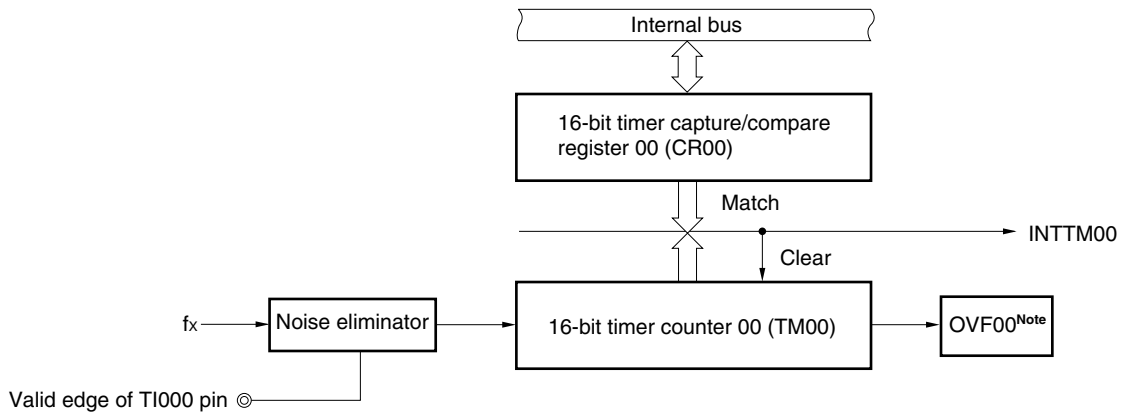 Internal bus
16-bit timer capture/compare
register 00 (CR00)
Match
INTTM00
Clear
fx
Noise eliminator
16-bit timer counter 00 (TM00)
OVF00Note
Valid edge of TI000 pin